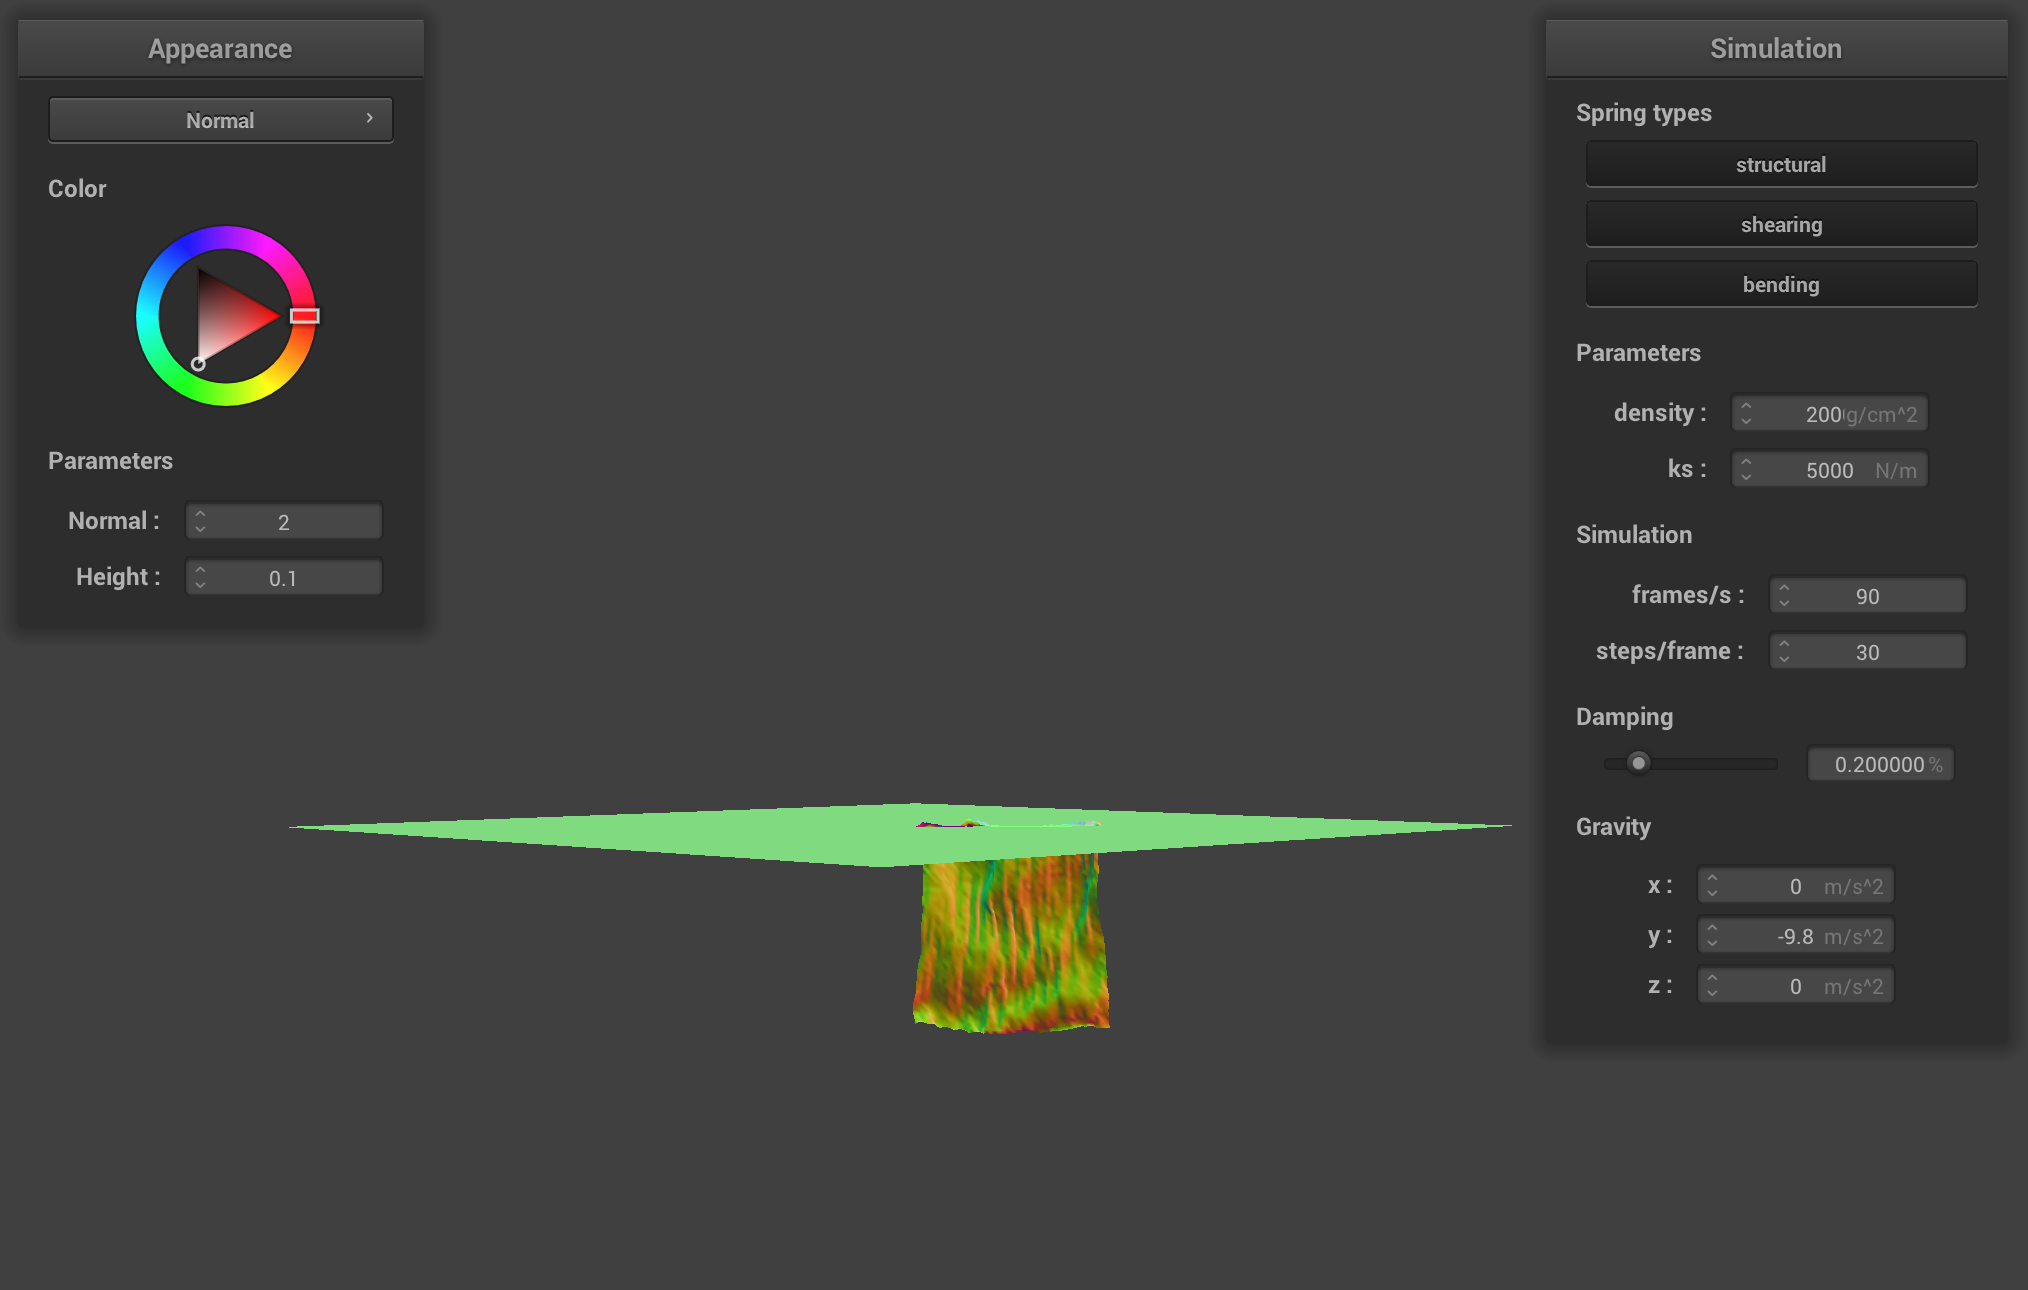 Appearance
Normal
Color
Parameters
Normal : 2
Height : 0.1
Simulation
Spring types
structural
shearing
bending
Parameters
density : 200 g/cm^2
ks : 5000 N/m
Simulation
frames/s : 90
steps/frame : 30
Damping
0.200000 %
Gravity
x : 0 m/s^2
y : -9.8 m/s^2
z : 0 m/s^2